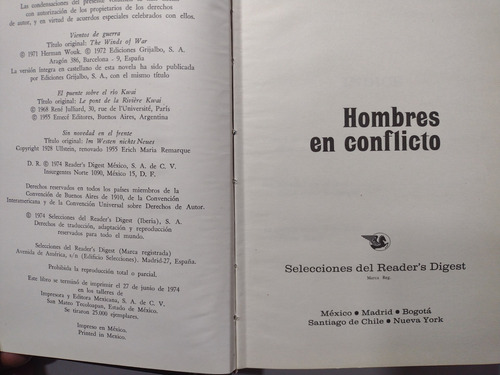 Las condensaciones del presente volumen
con autorización de los propietarios de los derechos
de autor, y en virtud de acuerdos especiales celebrados con ellos.
Vientos de guerra
Título original: The Winds of War
© 1971 Herman Wouk. © 1972 Ediciones Grijalbo, S. A.
Aragón 386, Barcelona - 9, España
La versión íntegra en castellano de esta novela ha sido publicada
por Ediciones Grijalbo, S. A., con el mismo título
El puente sobre el río Kwai
Título original: Le pont de la Rivière Kwai
© 1968 René Julliard, 30, rue de l'Université, París
© 1955 Emecé Editores, Buenos Aires, Argentina
Sin novedad en el frente
Título original: Im Westen nichts Neues
Copyright 1928 Ullstein, renovado 1955 Erich Maria Remarque
D. R. © 1974 Reader's Digest México, S. A. de C. V.
Insurgentes Norte 1090, México 15, D. F.
Derechos reservados en todos los países miembros de la
Convención de Buenos Aires de 1910, de la Convención
Interamericana y de la Convención Universal sobre Derechos de Autor.
© 1974 Selecciones del Reader's Digest (Iberia), S. A.
Derechos de traducción, adaptación y reproducción
reservados para todo el mundo.
Selecciones del Reader's Digest (Marca registrada)
Avenida de América, s/n (Edificio Selecciones). Madrid-27, España.
Prohibida la reproducción total o parcial.
Este libro se terminó de imprimir el 27 de junio de 1974
en los talleres de
Impresora y Editora Mexicana, S. A. de C. V.
San Mateo Tecoloapan, Estado de México.
Se tiraron 25.000 ejemplares.
Impreso en México.
Printed in Mexico.
Hombres
en conflicto
Selecciones del Reader's Digest
Marca Reg.
México • Madrid • Bogotá
Santiago de Chile • Nueva York